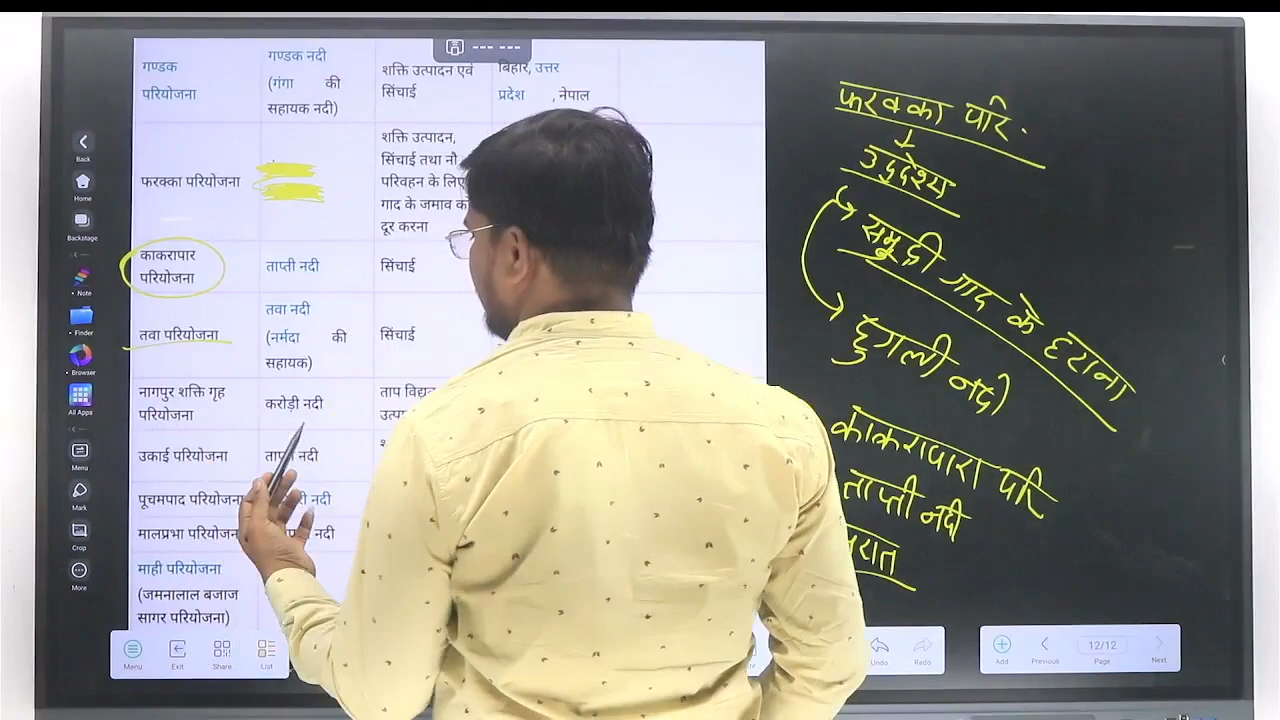 गण्डक
परियोजना
गण्डक नदी
(गंगा की
सहायक नदी)
शक्ति उत्पादन एवं
सिंचाई
बिहार, उत्तर
प्रदेश , नेपाल
फरक्का परियोजना
शक्ति उत्पादन,
सिंचाई तथा नौ
परिवहन के लिए
गाद के जमाव
दूर करना
काकरापार
परियोजना
ताप्ती नदी
सिंचाई
तवा परियोजना
तवा नदी
(नर्मदा की
सहायक)
सिंचाई
नागपुर शक्ति गृह
परियोजना
करोड़ी नदी
ताप
उकाई परियोजना
नदी
पूचमपाद परियोजना
नदी
मालप्रभा परियोजना
नदी
माही परियोजना
(जमनालाल बजाज
सागर परियोजना)
फरक्का परि.
उद्देश्य
समुद्री गाद के हटाना
हुगली नदी
काकरापारा परि
ताप्ती नदी
Back
Home
Backstage
Note
Finder
Browser
All Apps
Menu
Mark
Crop
More
Menu
Exit
Share
List
Undo
Redo
Add
Previous
12/12
Page
Next